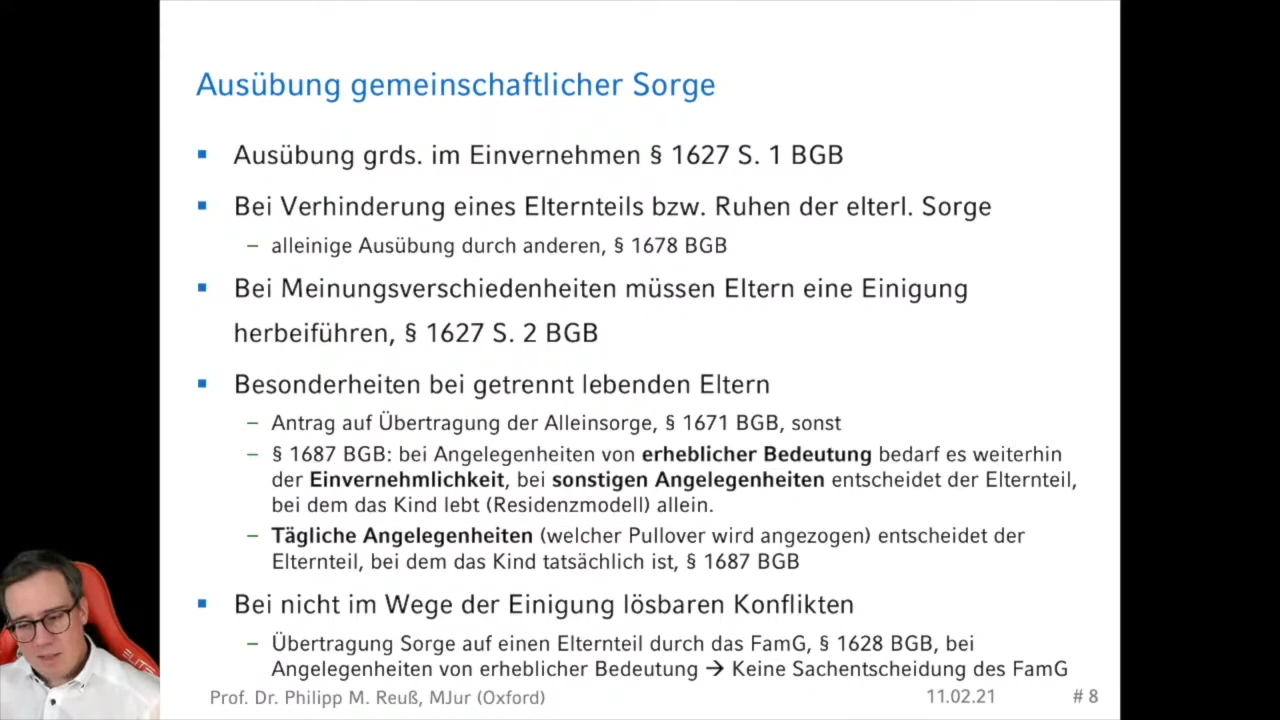 Ausübung gemeinschaftlicher Sorge
▪ Ausübung grds. im Einvernehmen § 1627 S. 1 BGB
▪ Bei Verhinderung eines Elternteils bzw. Ruhen der elterl. Sorge
– alleinige Ausübung durch anderen, § 1678 BGB
▪ Bei Meinungsverschiedenheiten müssen Eltern eine Einigung
herbeiführen, § 1627 S. 2 BGB
▪ Besonderheiten bei getrennt lebenden Eltern
– Antrag auf Übertragung der Alleinsorge, § 1671 BGB, sonst
– § 1687 BGB: bei Angelegenheiten von erheblicher Bedeutung bedarf es weiterhin
der Einvernehmlichkeit, bei sonstigen Angelegenheiten entscheidet der Elternteil,
bei dem das Kind lebt (Residenzmodell) allein.
– Tägliche Angelegenheiten (welcher Pullover wird angezogen) entscheidet der
Elternteil, bei dem das Kind tatsächlich ist, § 1687 BGB
▪ Bei nicht im Wege der Einigung lösbaren Konflikten
– Übertragung Sorge auf einen Elternteil durch das FamG, § 1628 BGB, bei
Angelegenheiten von erheblicher Bedeutung → Keine Sachentscheidung des FamG
Prof. Dr. Philipp M. Reuß, MJur (Oxford) 11.02.21 # 8